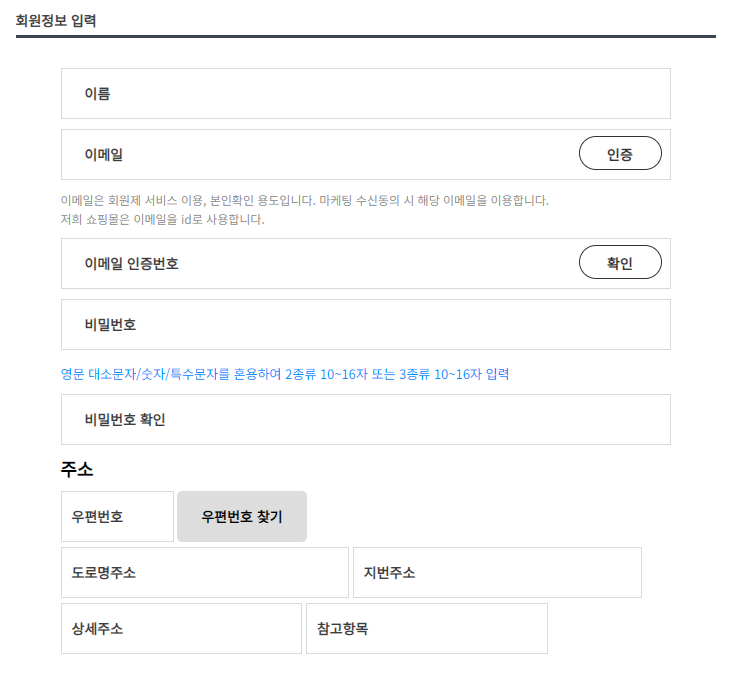 회원정보 입력
이름
이메일 인증
이메일은 회원제 서비스 이용, 본인확인 용도입니다. 마케팅 수신동의 시 해당 이메일을 이용합니다.
저희 쇼핑몰은 이메일을 id로 사용합니다.
이메일 인증번호 확인
비밀번호
영문 대소문자/숫자/특수문자를 혼용하여 2종류 10~16자 또는 3종류 10~16자 입력
비밀번호 확인
주소
우편번호 우편번호 찾기
도로명주소 지번주소
상세주소 참고항목